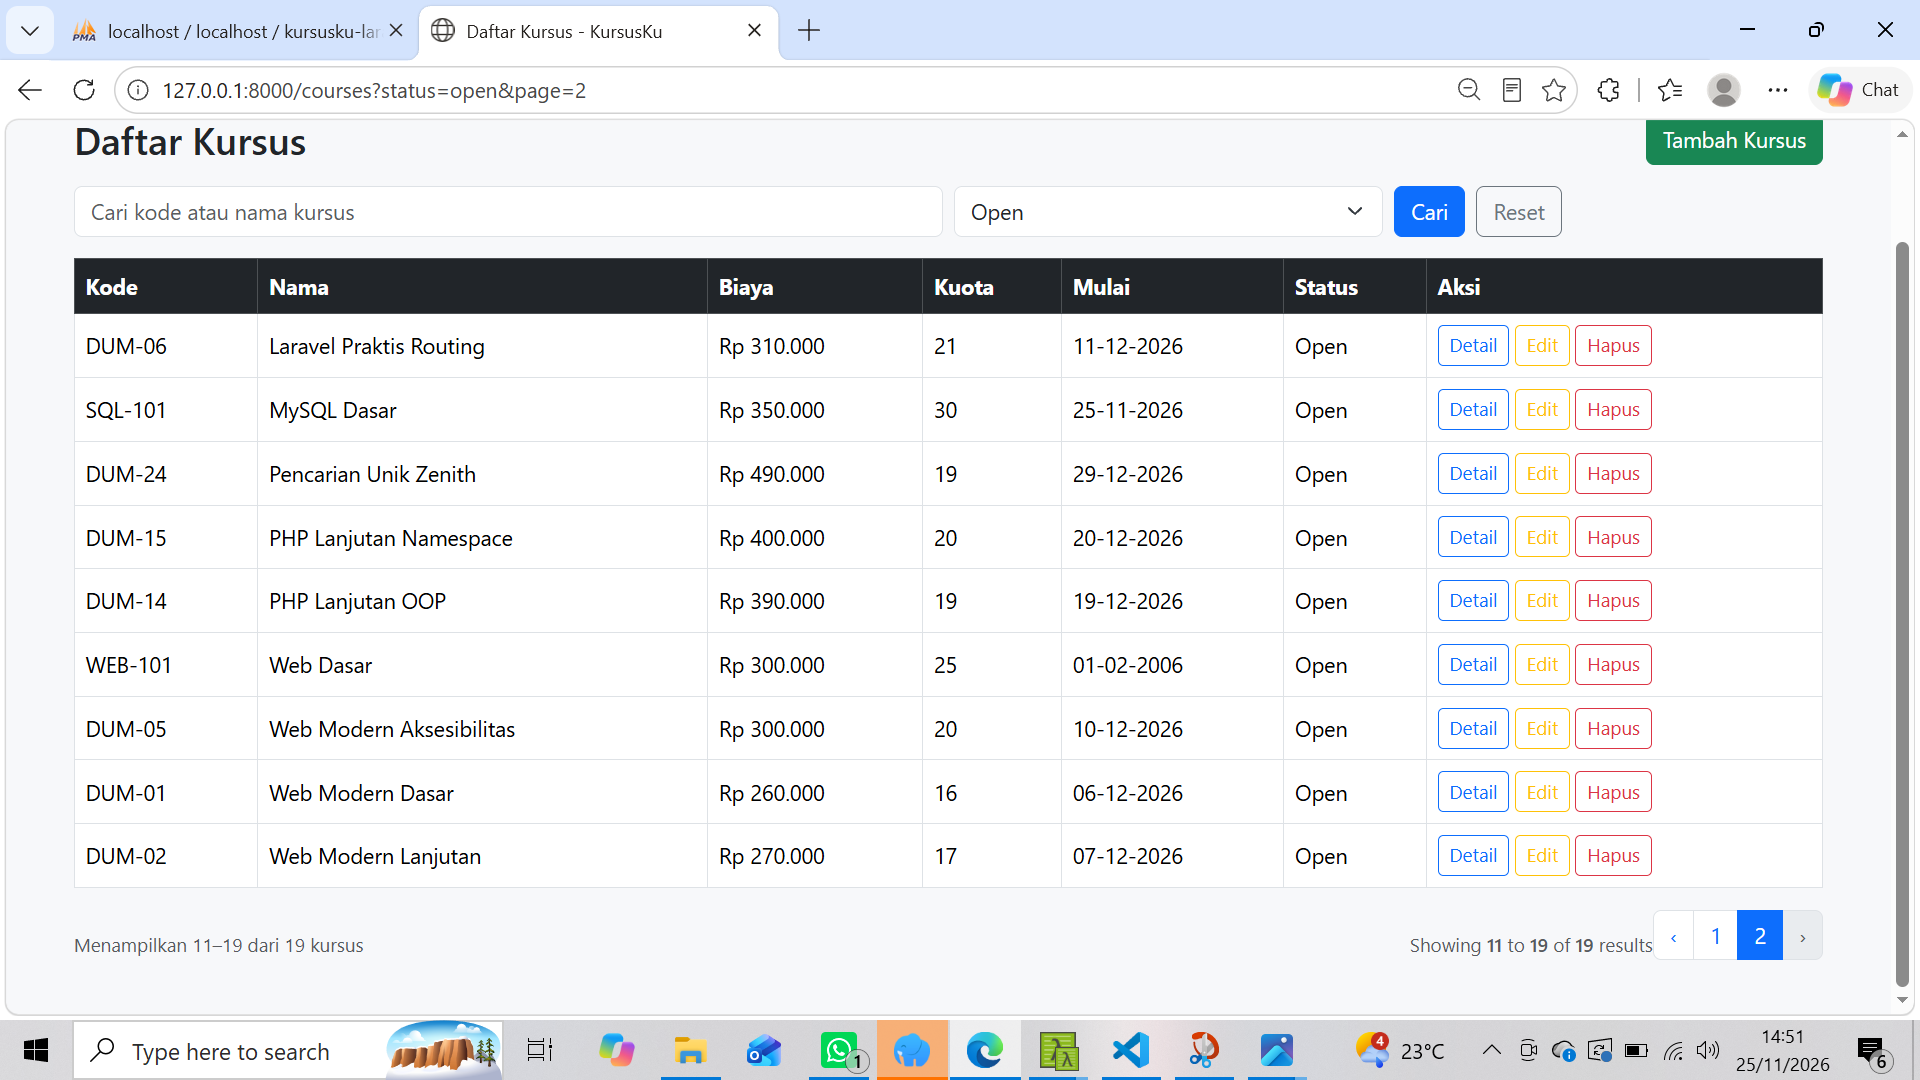 localhost / localhost / kursusku-lar
Daftar Kursus - KursusKu
127.0.0.1:8000/courses?status=open&page=2
Chat
Daftar Kursus
Tambah Kursus
Cari kode atau nama kursus
Open
Cari
Reset
Kode Nama Biaya Kuota Mulai Status Aksi
DUM-06 Laravel Praktis Routing Rp 310.000 21 11-12-2026 Open Detail Edit Hapus
SQL-101 MySQL Dasar Rp 350.000 30 25-11-2026 Open Detail Edit Hapus
DUM-24 Pencarian Unik Zenith Rp 490.000 19 29-12-2026 Open Detail Edit Hapus
DUM-15 PHP Lanjutan Namespace Rp 400.000 20 20-12-2026 Open Detail Edit Hapus
DUM-14 PHP Lanjutan OOP Rp 390.000 19 19-12-2026 Open Detail Edit Hapus
WEB-101 Web Dasar Rp 300.000 25 01-02-2006 Open Detail Edit Hapus
DUM-05 Web Modern Aksesibilitas Rp 300.000 20 10-12-2026 Open Detail Edit Hapus
DUM-01 Web Modern Dasar Rp 260.000 16 06-12-2026 Open Detail Edit Hapus
DUM-02 Web Modern Lanjutan Rp 270.000 17 07-12-2026 Open Detail Edit Hapus
Menampilkan 11–19 dari 19 kursus
Showing 11 to 19 of 19 results ‹ 1 2 ›
Type here to search
1
4
23°C
14:51
25/11/2026
6